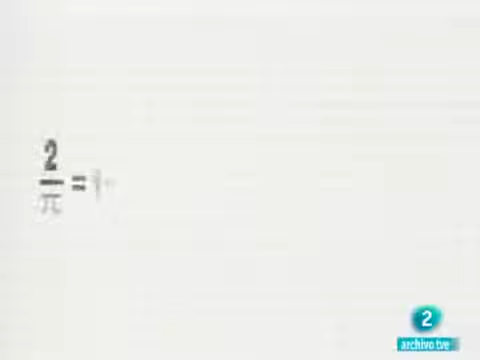 2
π =
2
archivo tve